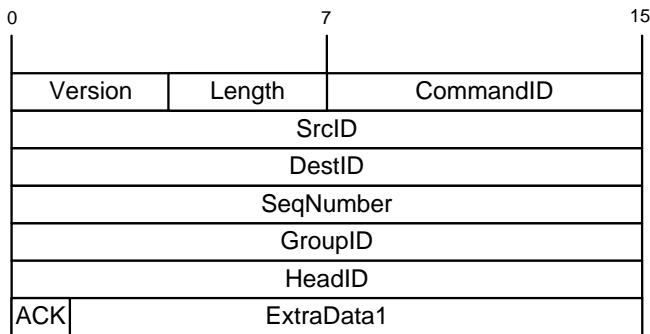 0 7 15
Version Length CommandID
SrcID
DestID
SeqNumber
GroupID
HeadID
ACK ExtraData1